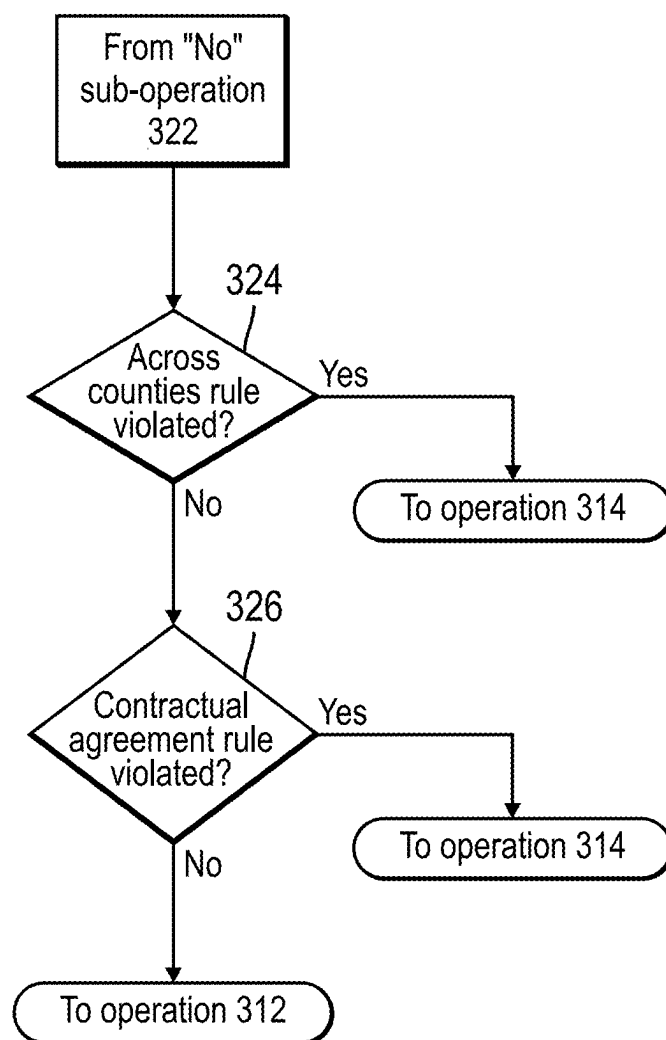 From "No"
sub-operation
322
324
Across
counties rule
violated?
Yes
To operation 314
No
326
Contractual
agreement rule
violated?
Yes
To operation 314
No
To operation 312